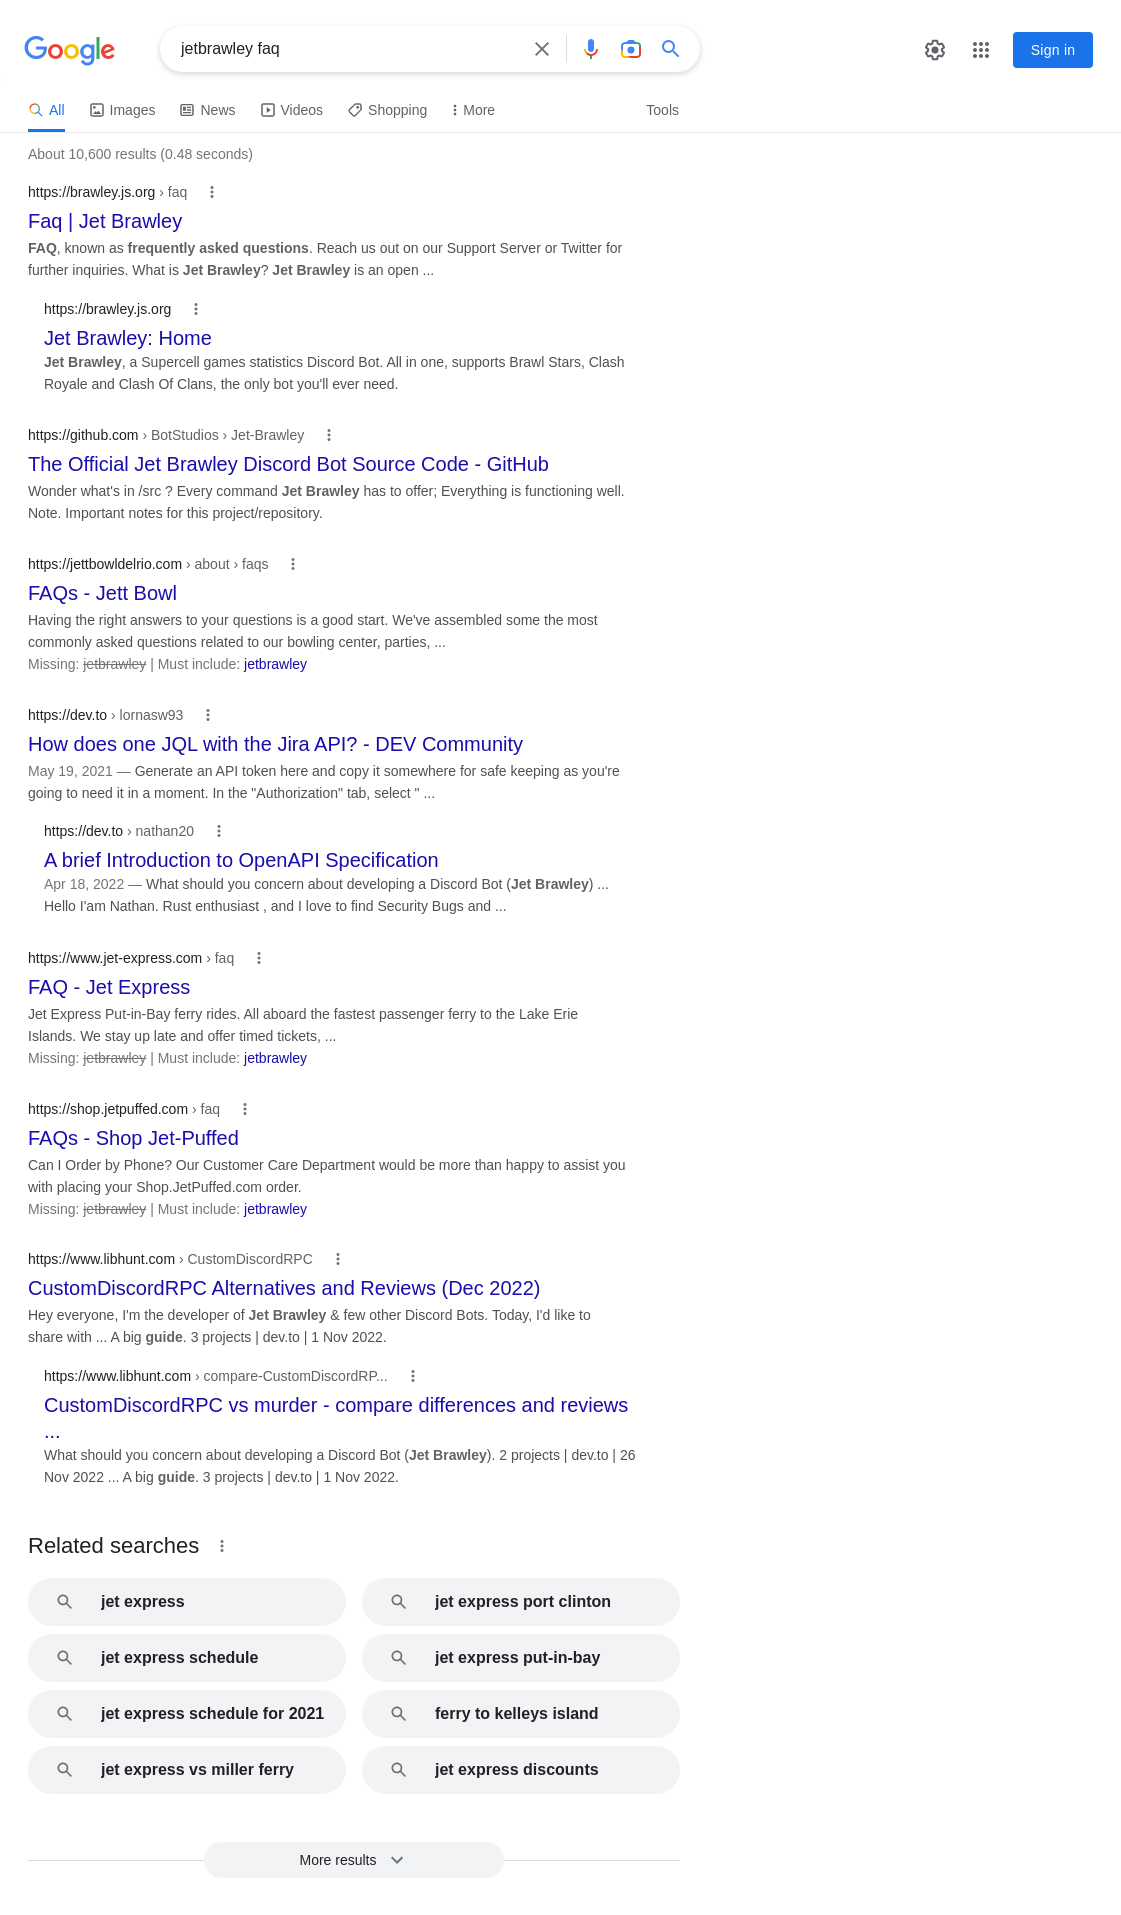 Google
jetbrawley faq
Sign in
All
Images
News
Videos
Shopping
More
Tools
About 10,600 results (0.48 seconds)
https://brawley.js.org › faq
Faq | Jet Brawley
FAQ, known as frequently asked questions. Reach us out on our Support Server or Twitter for
further inquiries. What is Jet Brawley? Jet Brawley is an open ...
https://brawley.js.org
Jet Brawley: Home
Jet Brawley, a Supercell games statistics Discord Bot. All in one, supports Brawl Stars, Clash
Royale and Clash Of Clans, the only bot you'll ever need.
https://github.com › BotStudios › Jet-Brawley
The Official Jet Brawley Discord Bot Source Code - GitHub
Wonder what's in /src ? Every command Jet Brawley has to offer; Everything is functioning well.
Note. Important notes for this project/repository.
https://jettbowldelrio.com › about › faqs
FAQs - Jett Bowl
Having the right answers to your questions is a good start. We've assembled some the most
commonly asked questions related to our bowling center, parties, ...
Missing: jetbrawley | Must include: jetbrawley
https://dev.to › lornasw93
How does one JQL with the Jira API? - DEV Community
May 19, 2021 — Generate an API token here and copy it somewhere for safe keeping as you're
going to need it in a moment. In the "Authorization" tab, select " ...
https://dev.to › nathan20
A brief Introduction to OpenAPI Specification
Apr 18, 2022 — What should you concern about developing a Discord Bot (Jet Brawley) ...
Hello I'am Nathan. Rust enthusiast , and I love to find Security Bugs and ...
https://www.jet-express.com › faq
FAQ - Jet Express
Jet Express Put-in-Bay ferry rides. All aboard the fastest passenger ferry to the Lake Erie
Islands. We stay up late and offer timed tickets, ...
Missing: jetbrawley | Must include: jetbrawley
https://shop.jetpuffed.com › faq
FAQs - Shop Jet-Puffed
Can I Order by Phone? Our Customer Care Department would be more than happy to assist you
with placing your Shop.JetPuffed.com order.
Missing: jetbrawley | Must include: jetbrawley
https://www.libhunt.com › CustomDiscordRPC
CustomDiscordRPC Alternatives and Reviews (Dec 2022)
Hey everyone, I'm the developer of Jet Brawley & few other Discord Bots. Today, I'd like to
share with ... A big guide. 3 projects | dev.to | 1 Nov 2022.
https://www.libhunt.com › compare-CustomDiscordRP...
CustomDiscordRPC vs murder - compare differences and reviews
...
What should you concern about developing a Discord Bot (Jet Brawley). 2 projects | dev.to | 26
Nov 2022 ... A big guide. 3 projects | dev.to | 1 Nov 2022.
Related searches
jet express
jet express port clinton
jet express schedule
jet express put-in-bay
jet express schedule for 2021
ferry to kelleys island
jet express vs miller ferry
jet express discounts
More results